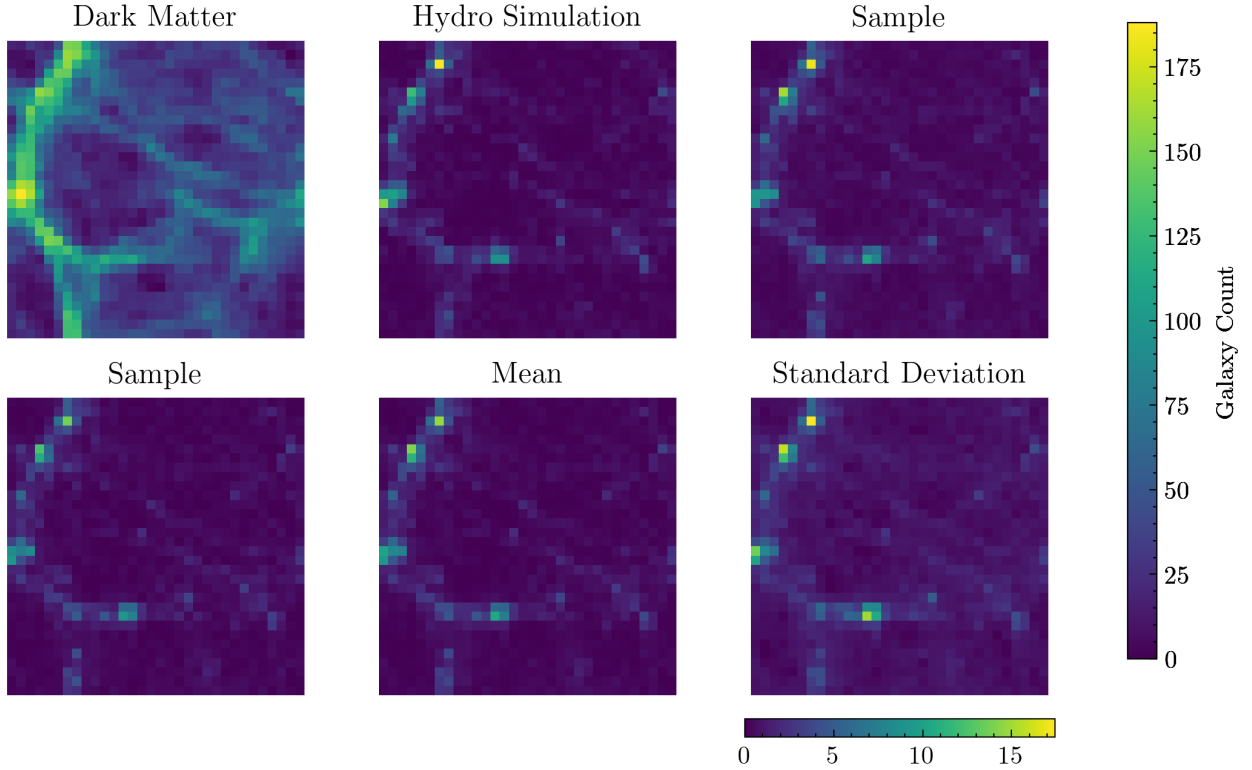 Dark Matter
Hydro Simulation
Sample
Sample
Mean
Standard Deviation
175
150
125
100
75
50
25
0
Galaxy Count
0 5 10 15